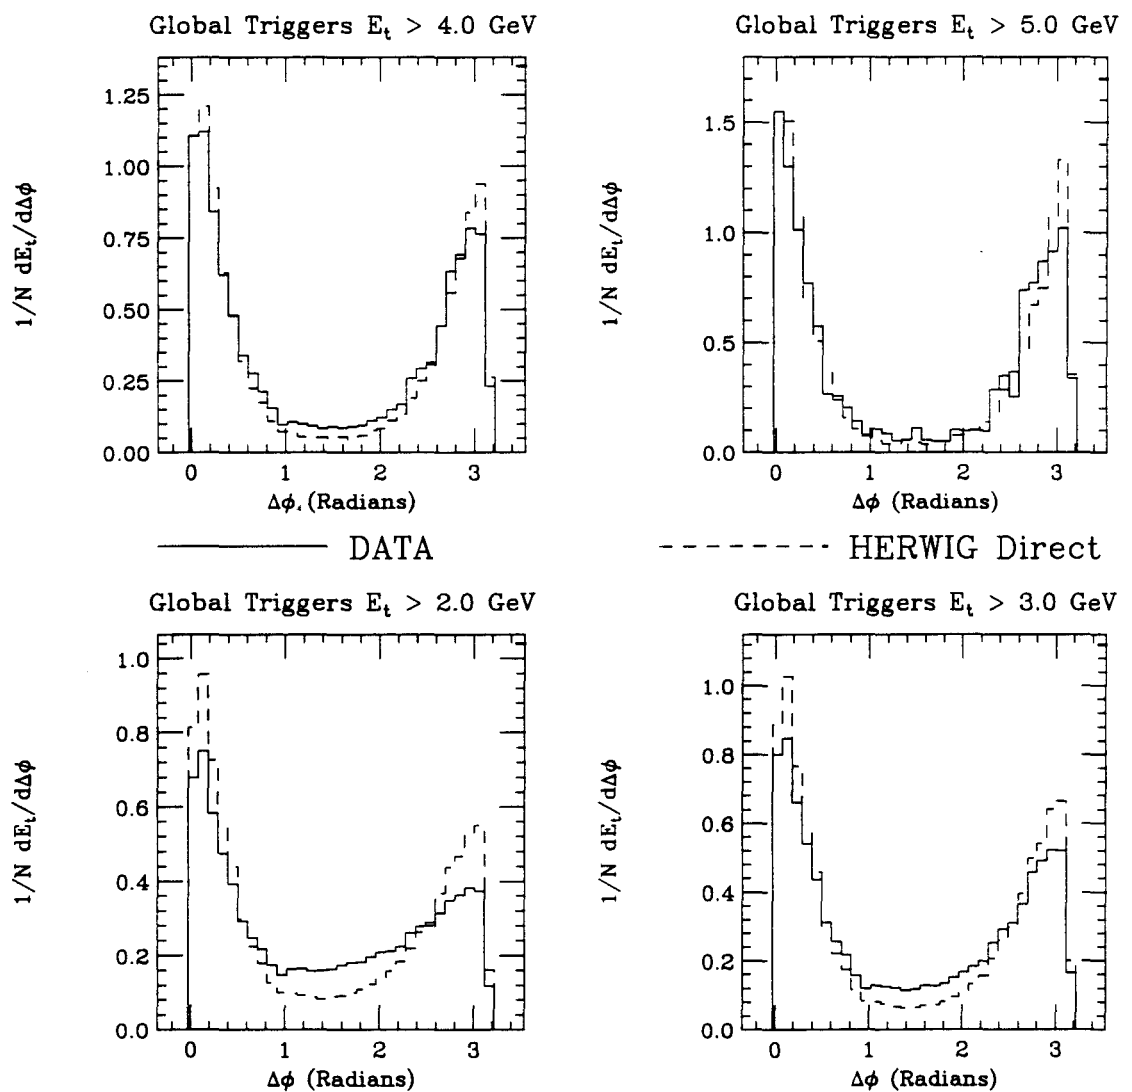 Global Triggers E_t > 4.0 GeV
1/N dE_t/dΔϕ
1.25
1.00
0.75
0.50
0.25
0.00
0 1 2 3
Δϕ. (Radians)
Global Triggers E_t > 5.0 GeV
1/N dE_t/dΔϕ
1.5
1.0
0.5
0.0
0 1 2 3
Δϕ (Radians)
DATA
HERWIG Direct
Global Triggers E_t > 2.0 GeV
1/N dE_t/dΔϕ
1.0
0.8
0.6
0.4
0.2
0.0
0 1 2 3
Δϕ (Radians)
Global Triggers E_t > 3.0 GeV
1/N dE_t/dΔϕ
1.0
0.8
0.6
0.4
0.2
0.0
0 1 2 3
Δϕ (Radians)